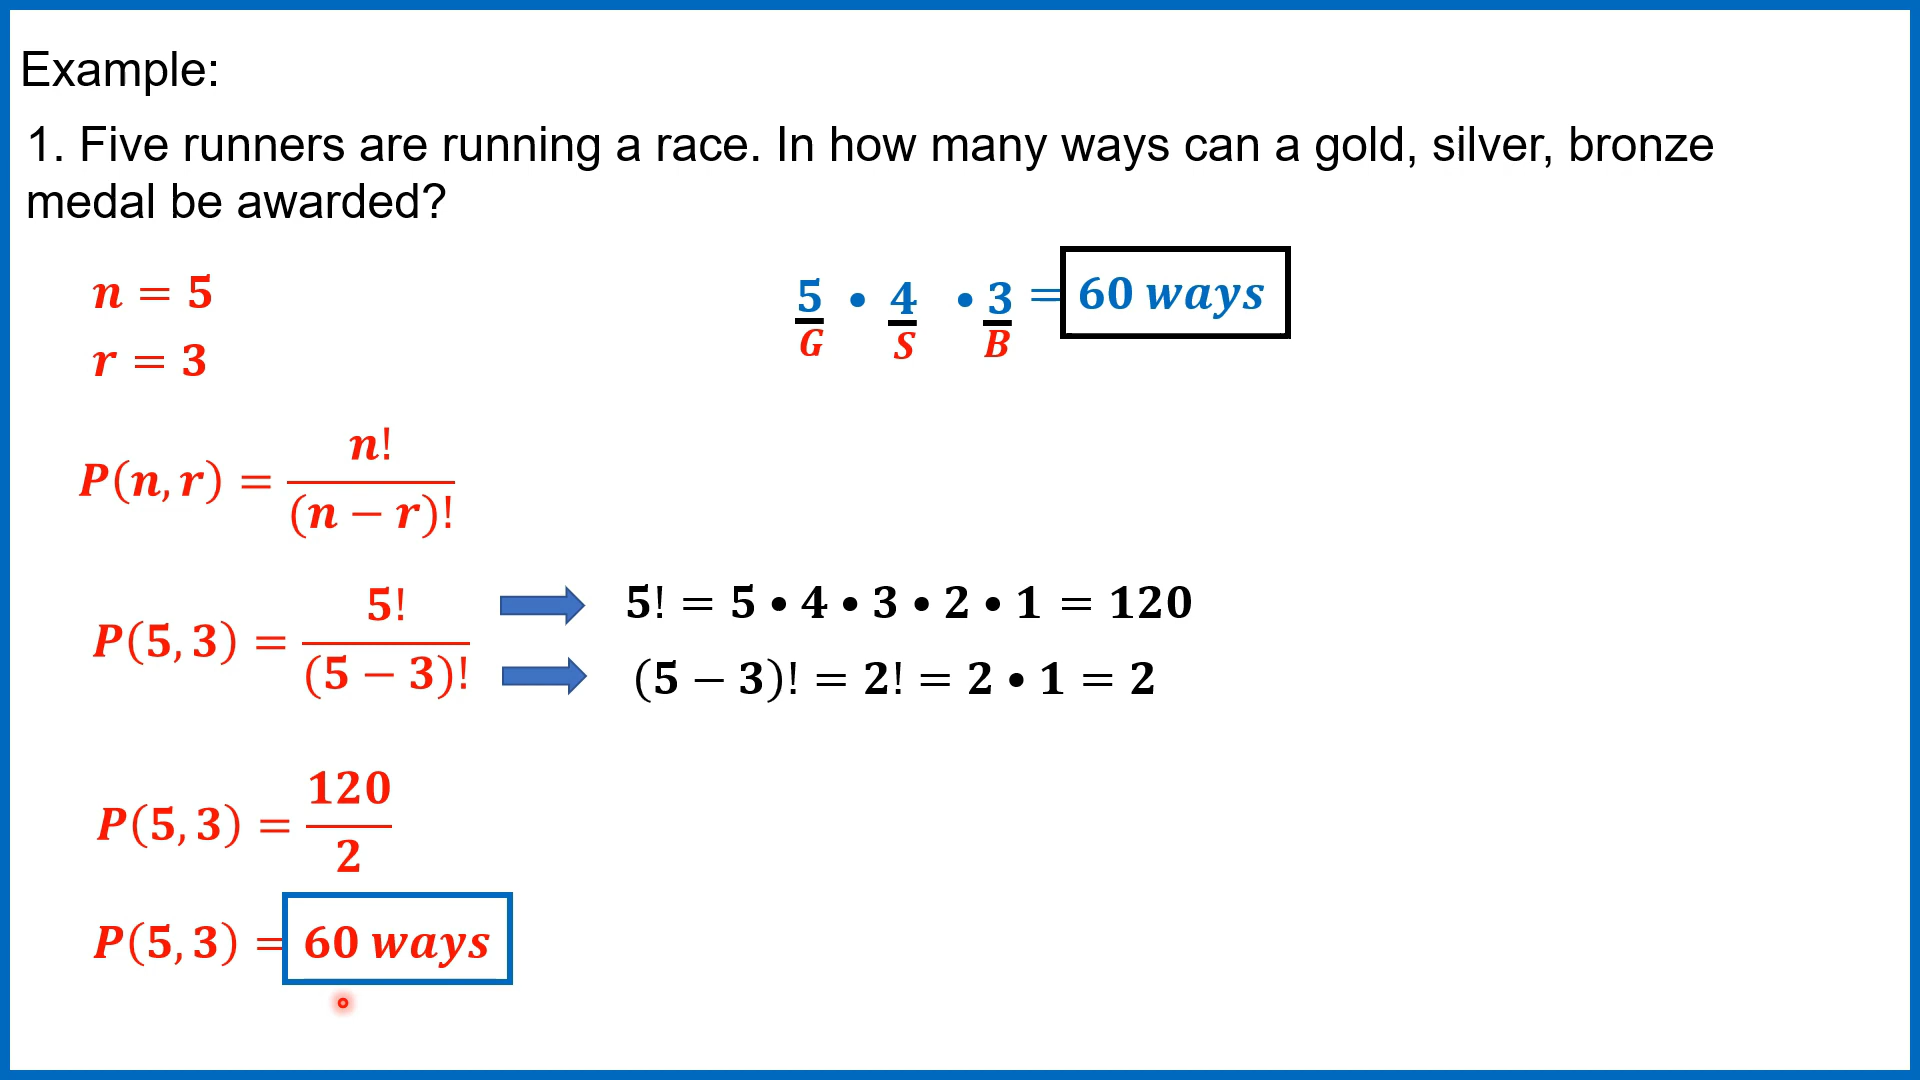 Example:
1. Five runners are running a race. In how many ways can a gold, silver, bronze
medal be awarded?
n = 5
r = 3
5 • 4 • 3 = 60 ways
G S B
P(n, r) = n! / (n − r)!
P(5, 3) = 5! / (5 − 3)!
5! = 5 • 4 • 3 • 2 • 1 = 120
(5 − 3)! = 2! = 2 • 1 = 2
P(5, 3) = 120 / 2
P(5, 3) = 60 ways